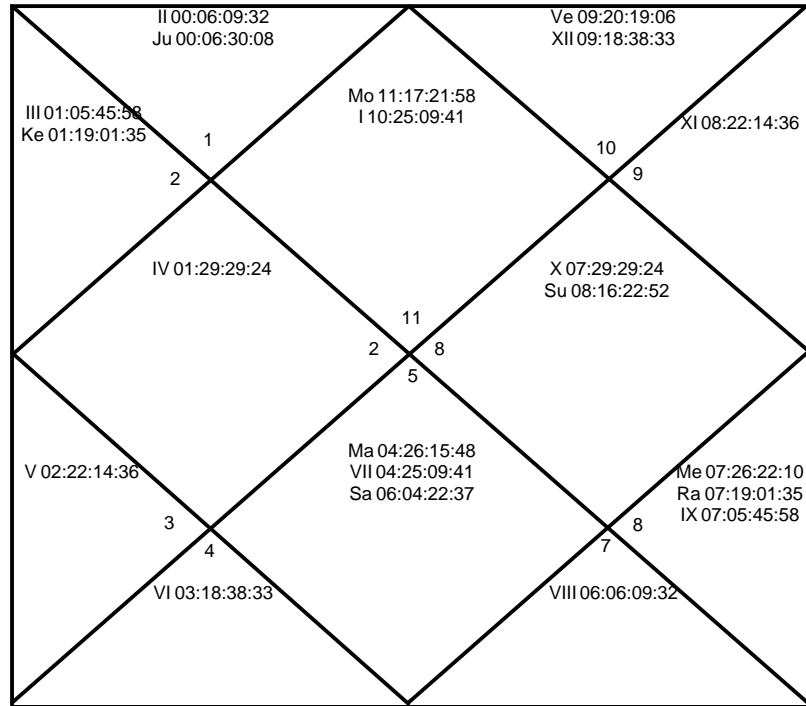 II 00:06:09:32
Ju 00:06:30:08
Ve 09:20:19:06
XII 09:18:38:33
Mo 11:17:21:58
I 10:25:09:41
III 01:05:45:58
Ke 01:19:01:35
XI 08:22:14:36
1
10
2
9
IV 01:29:29:24
X 07:29:29:24
Su 08:16:22:52
11
2
8
5
V 02:22:14:36
Ma 04:26:15:48
VII 04:25:09:41
Sa 06:04:22:37
Me 07:26:22:10
Ra 07:19:01:35
IX 07:05:45:58
3
8
4
7
VI 03:18:38:33
VIII 06:06:09:32